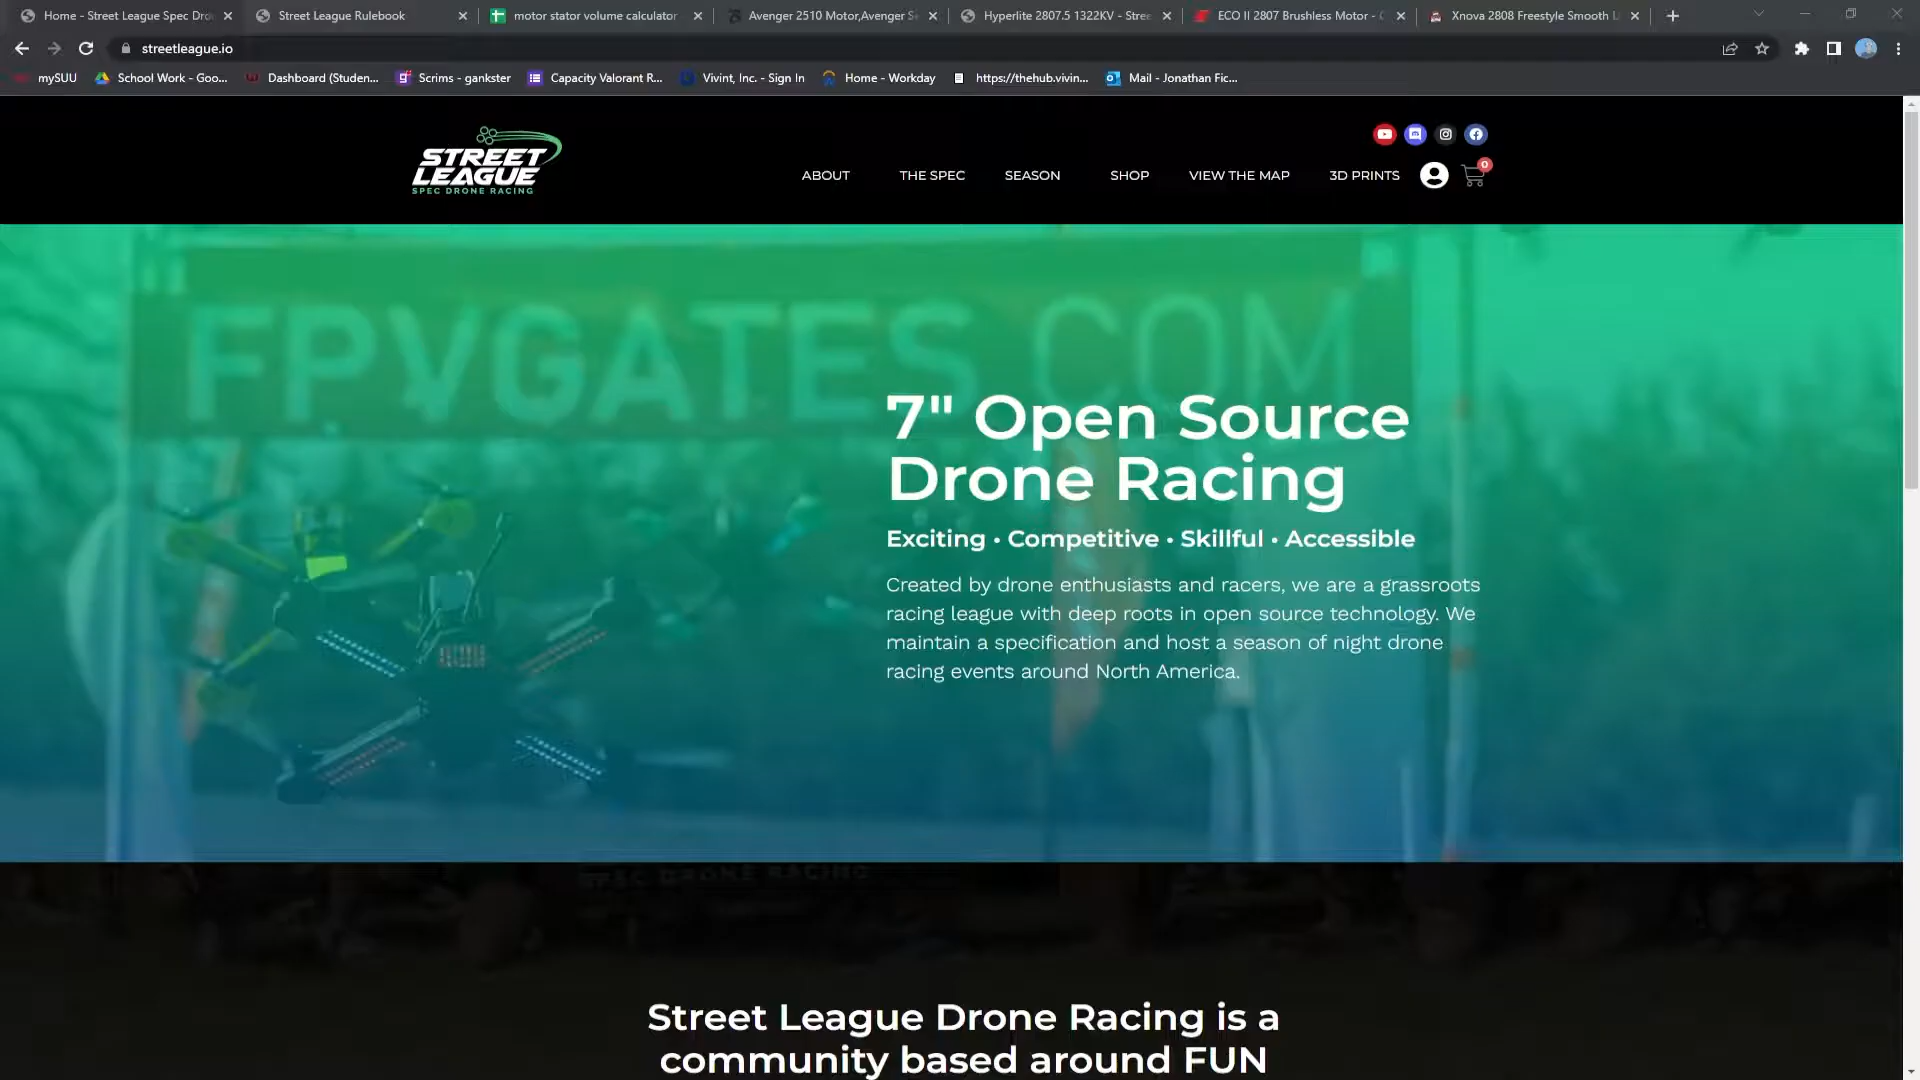 Home - Street League Spec Dro
Street League Rulebook
motor stator volume calculator
Avenger 2510 Motor,Avenger S
Hyperlite 2807.5 1322KV - Stree
ECO II 2807 Brushless Motor -
Xnova 2808 Freestyle Smooth L
streetleague.io
mySUU
School Work - Goo...
Dashboard (Studen...
Scrims - gankster
Capacity Valorant R...
Vivint, Inc. - Sign In
Home - Workday
https://thehub.vivin...
Mail - Jonathan Fic...
STREET
LEAGUE
SPEC DRONE RACING
ABOUT
THE SPEC
SEASON
SHOP
VIEW THE MAP
3D PRINTS
0
FPVGATES.COM
7" Open Source
Drone Racing
Exciting • Competitive • Skillful • Accessible
Created by drone enthusiasts and racers, we are a grassroots
racing league with deep roots in open source technology. We
maintain a specification and host a season of night drone
racing events around North America.
SPEC DRONE RACING
Street League Drone Racing is a
community based around FUN